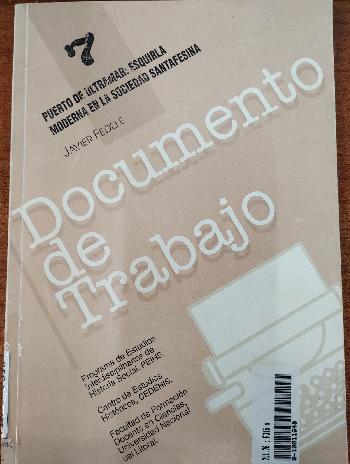 7
PUERTO DE ULTRAMAR: ESQUIRLA
MODERNA EN LA SOCIEDAD SANTAFESINA
JAVIER FEDELE
Documento
de
Trabajo
Programa de Estudios
Interdisciplinarios de
Historia Social, PEIHS.
Centro de Estudios
Históricos, CEDEHIS.
Facultad de Formación
Docente en Ciencias,
Universidad Nacional
del Litoral.